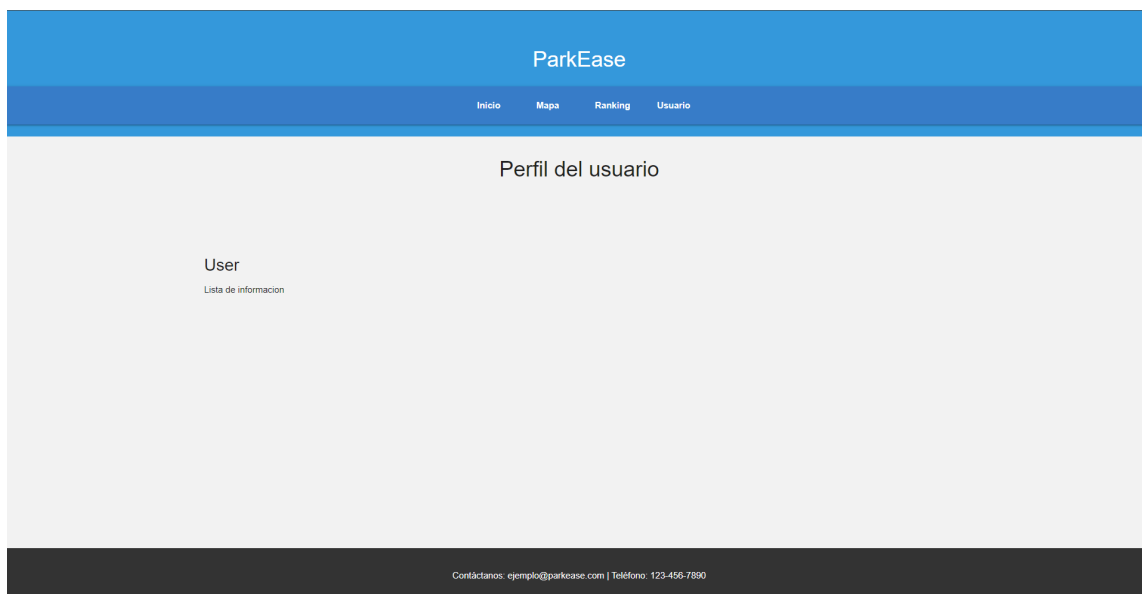 ParkEase
Inicio Mapa Ranking Usuario
Perfil del usuario
User
Lista de informacion
Contáctanos: ejemplo@parkease.com | Teléfono: 123-456-7890